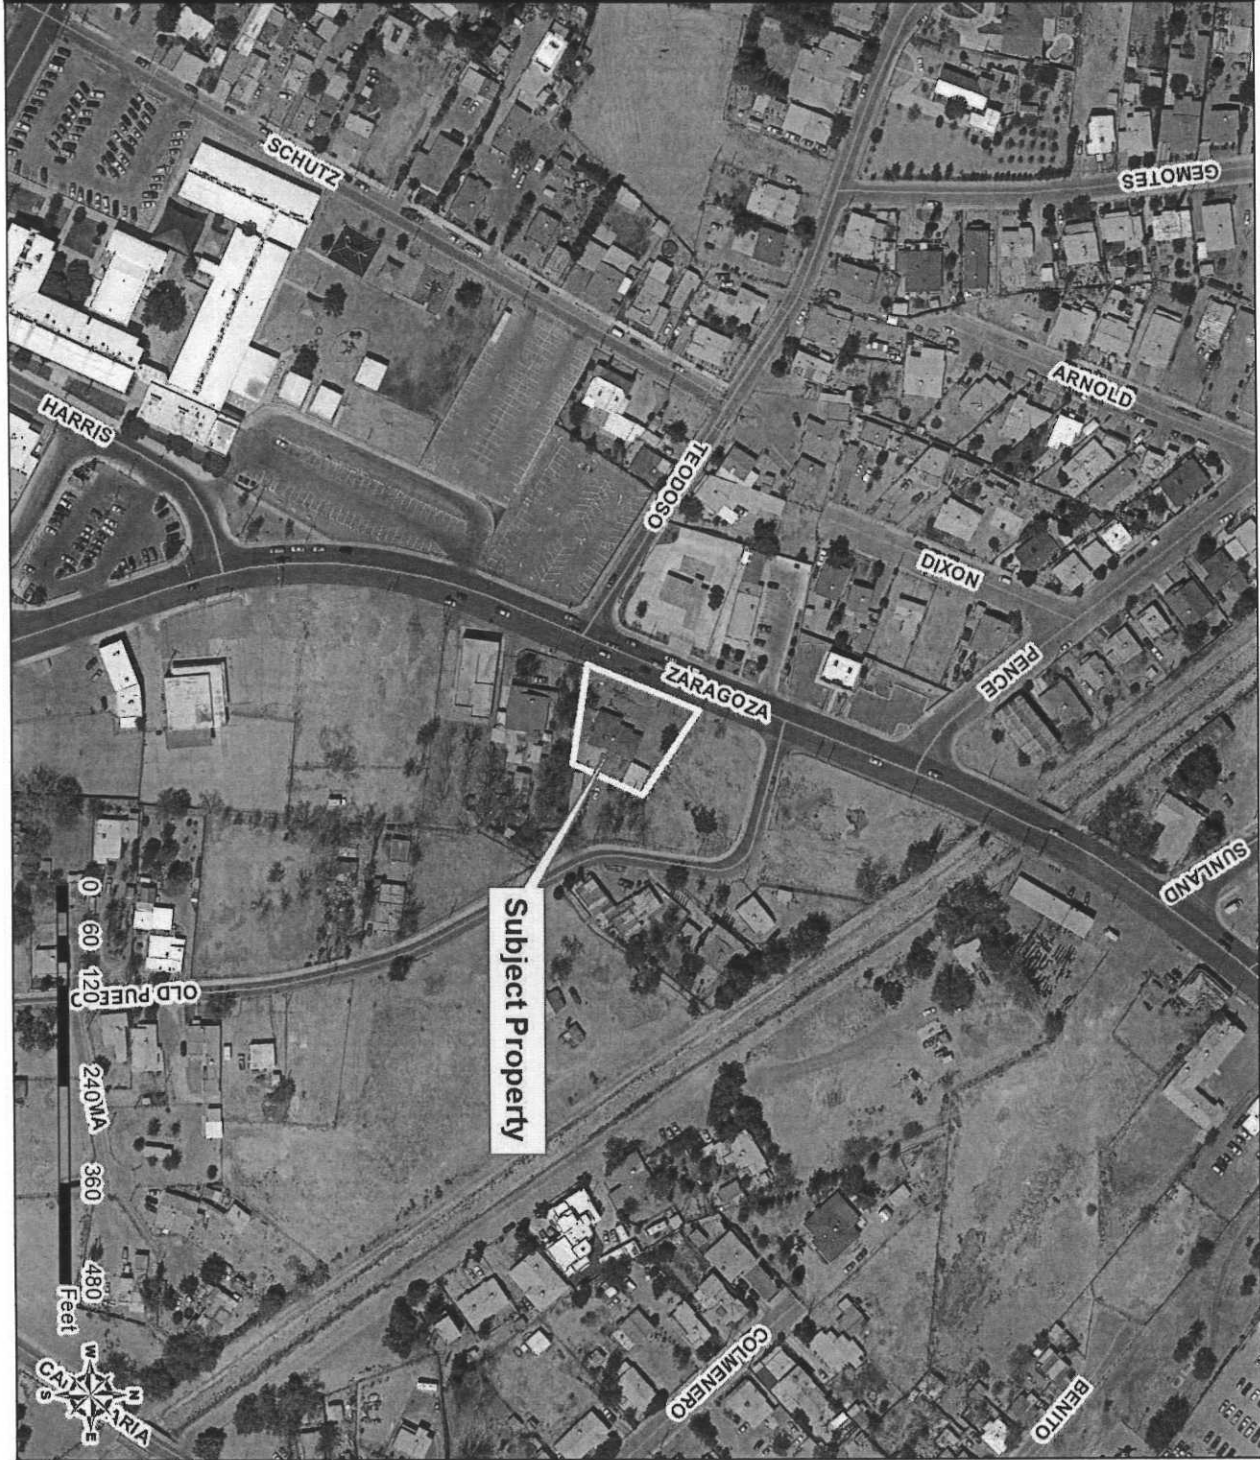 SCHUTZ
GEMOTES
ARNOLD
HARRIS
TEODOSO
DIXON
PENCE
ZARAGOZA
SUNLAND
Subject Property
OLD PUEB
VIA
COLMENERO
BENITO
0 60 120 240 360 480
Feet
N
W
E
S